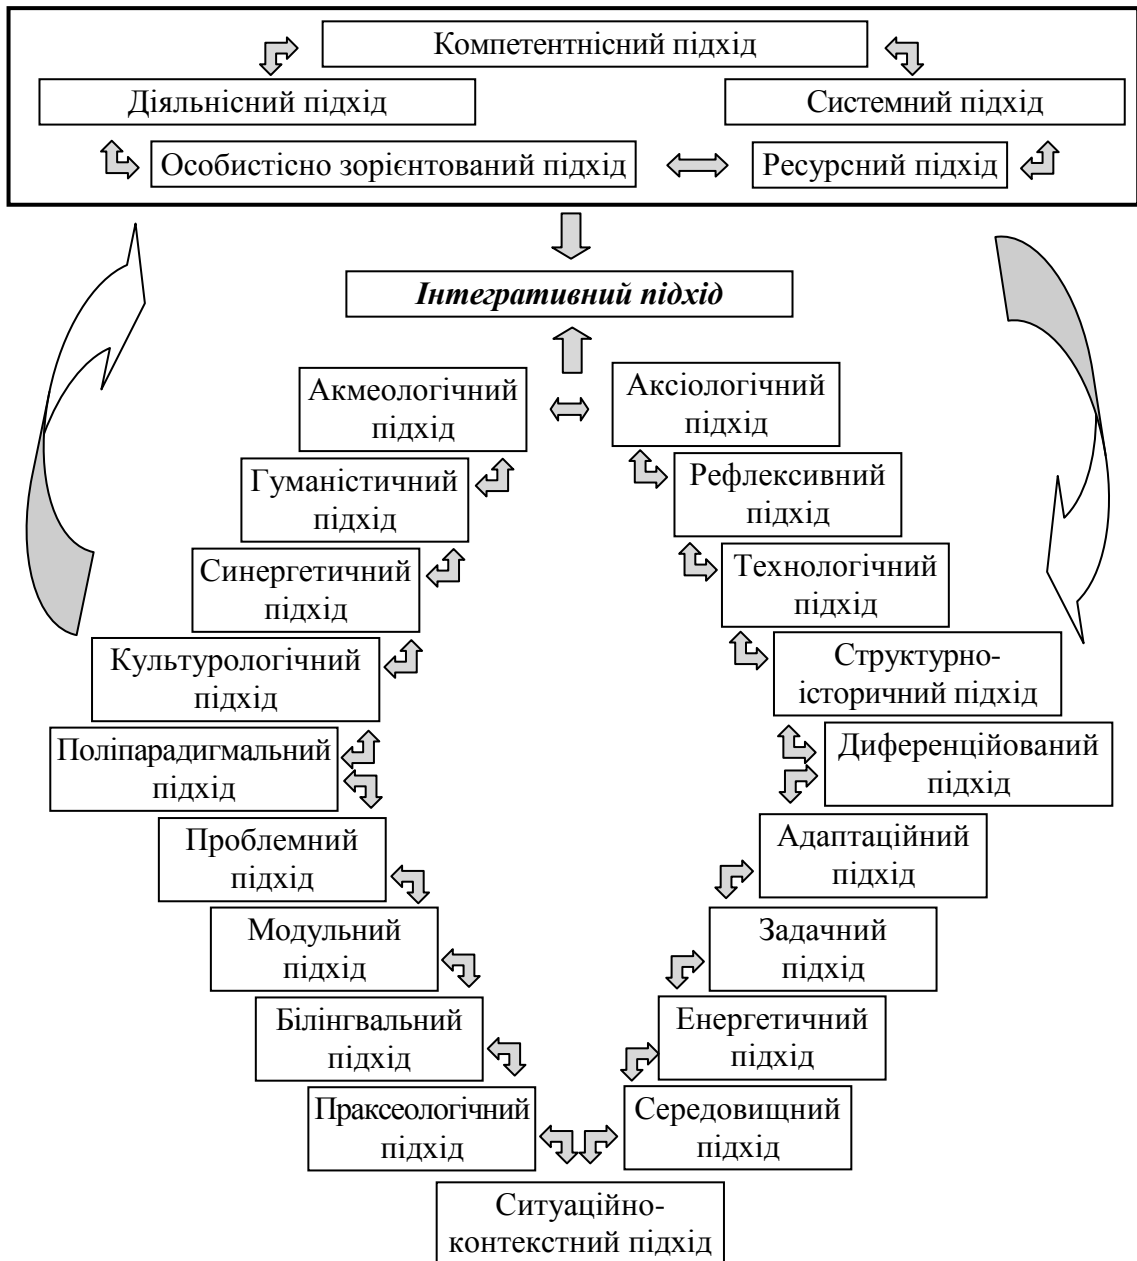 Компетентнісний підхід
Діяльнісний підхід
Системний підхід
Особистісно зорієнтований підхід
Ресурсний підхід
Інтегративний підхід
Акмеологічний
підхід
Аксіологічний
підхід
Гуманістичний
підхід
Рефлексивний
підхід
Синергетичний
підхід
Технологічний
підхід
Культурологічний
підхід
Структурно-
історичний підхід
Поліпарадигмальний
підхід
Диференційований
підхід
Проблемний
підхід
Адаптаційний
підхід
Модульний
підхід
Задачний
підхід
Білінгвальний
підхід
Енергетичний
підхід
Праксеологічний
підхід
Середовищний
підхід
Ситуаційно-
контекстний підхід